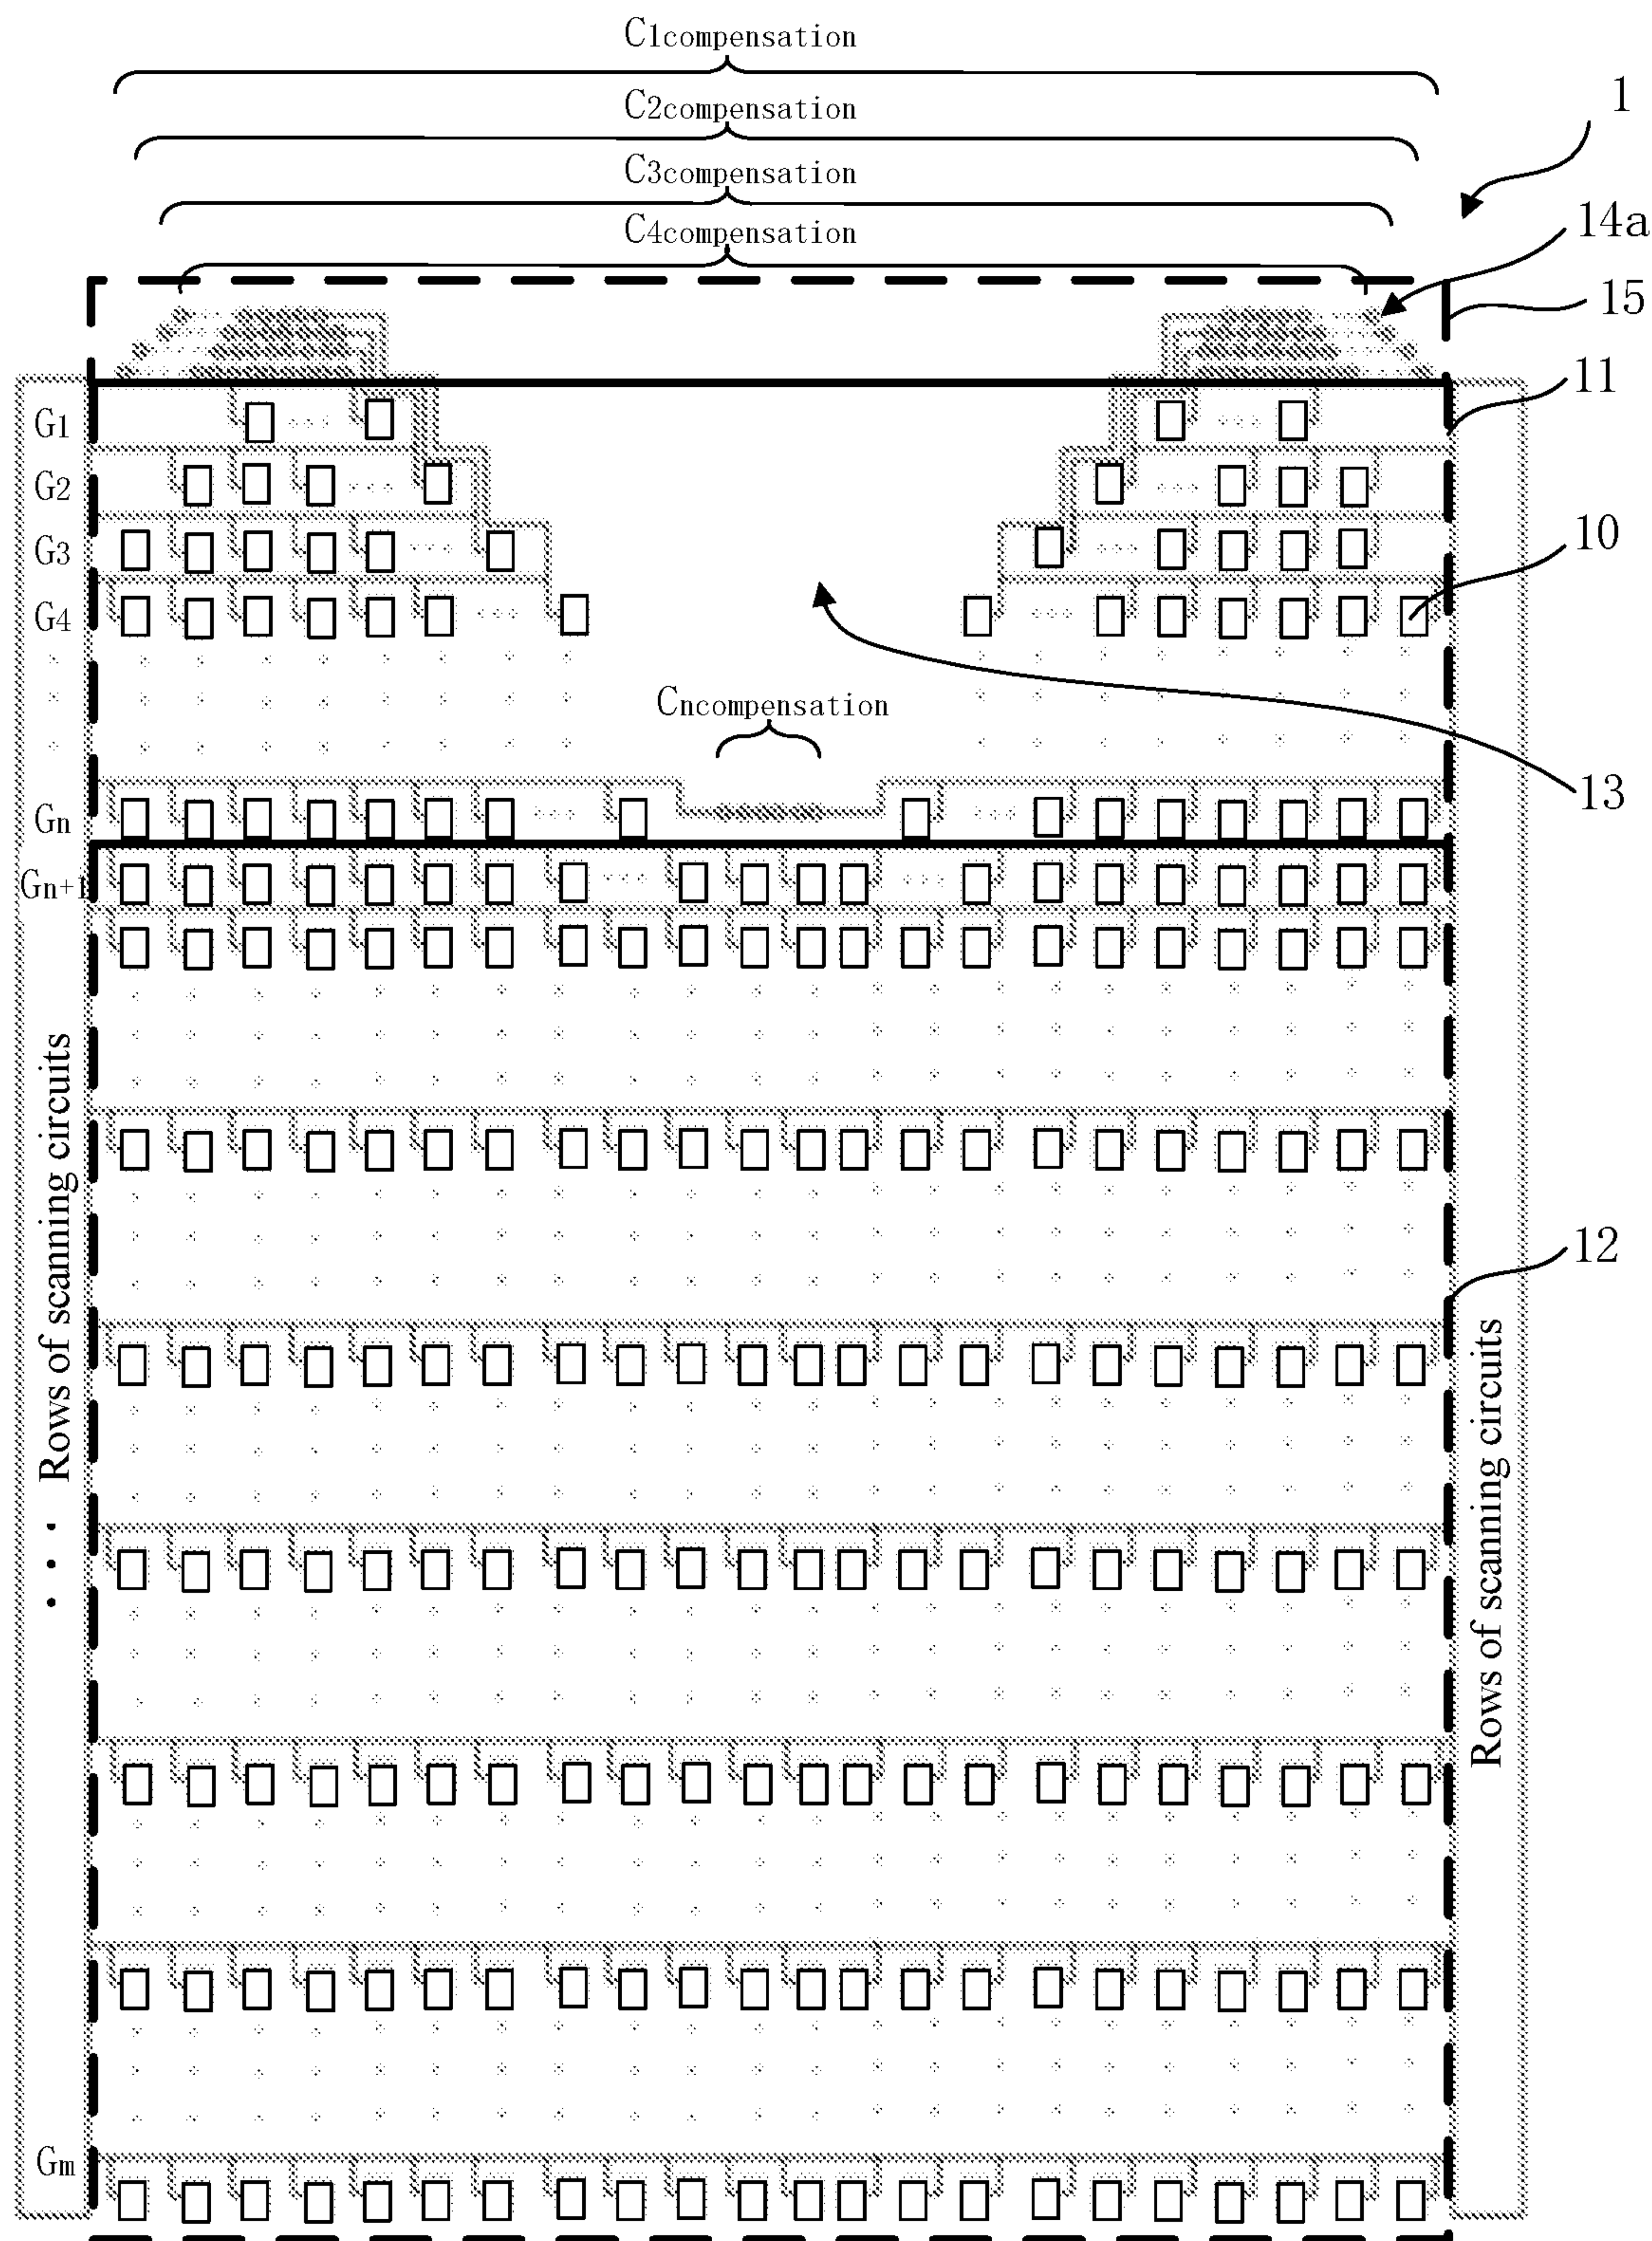 C1compensation
1
C2compensation
C3compensation
14a
C4compensation
15
11
G1
G2
10
G3
G4
Cncompensation
13
Gn
Gn+1
Rows of scanning circuits
12
Rows of scanning circuits
...
Gm